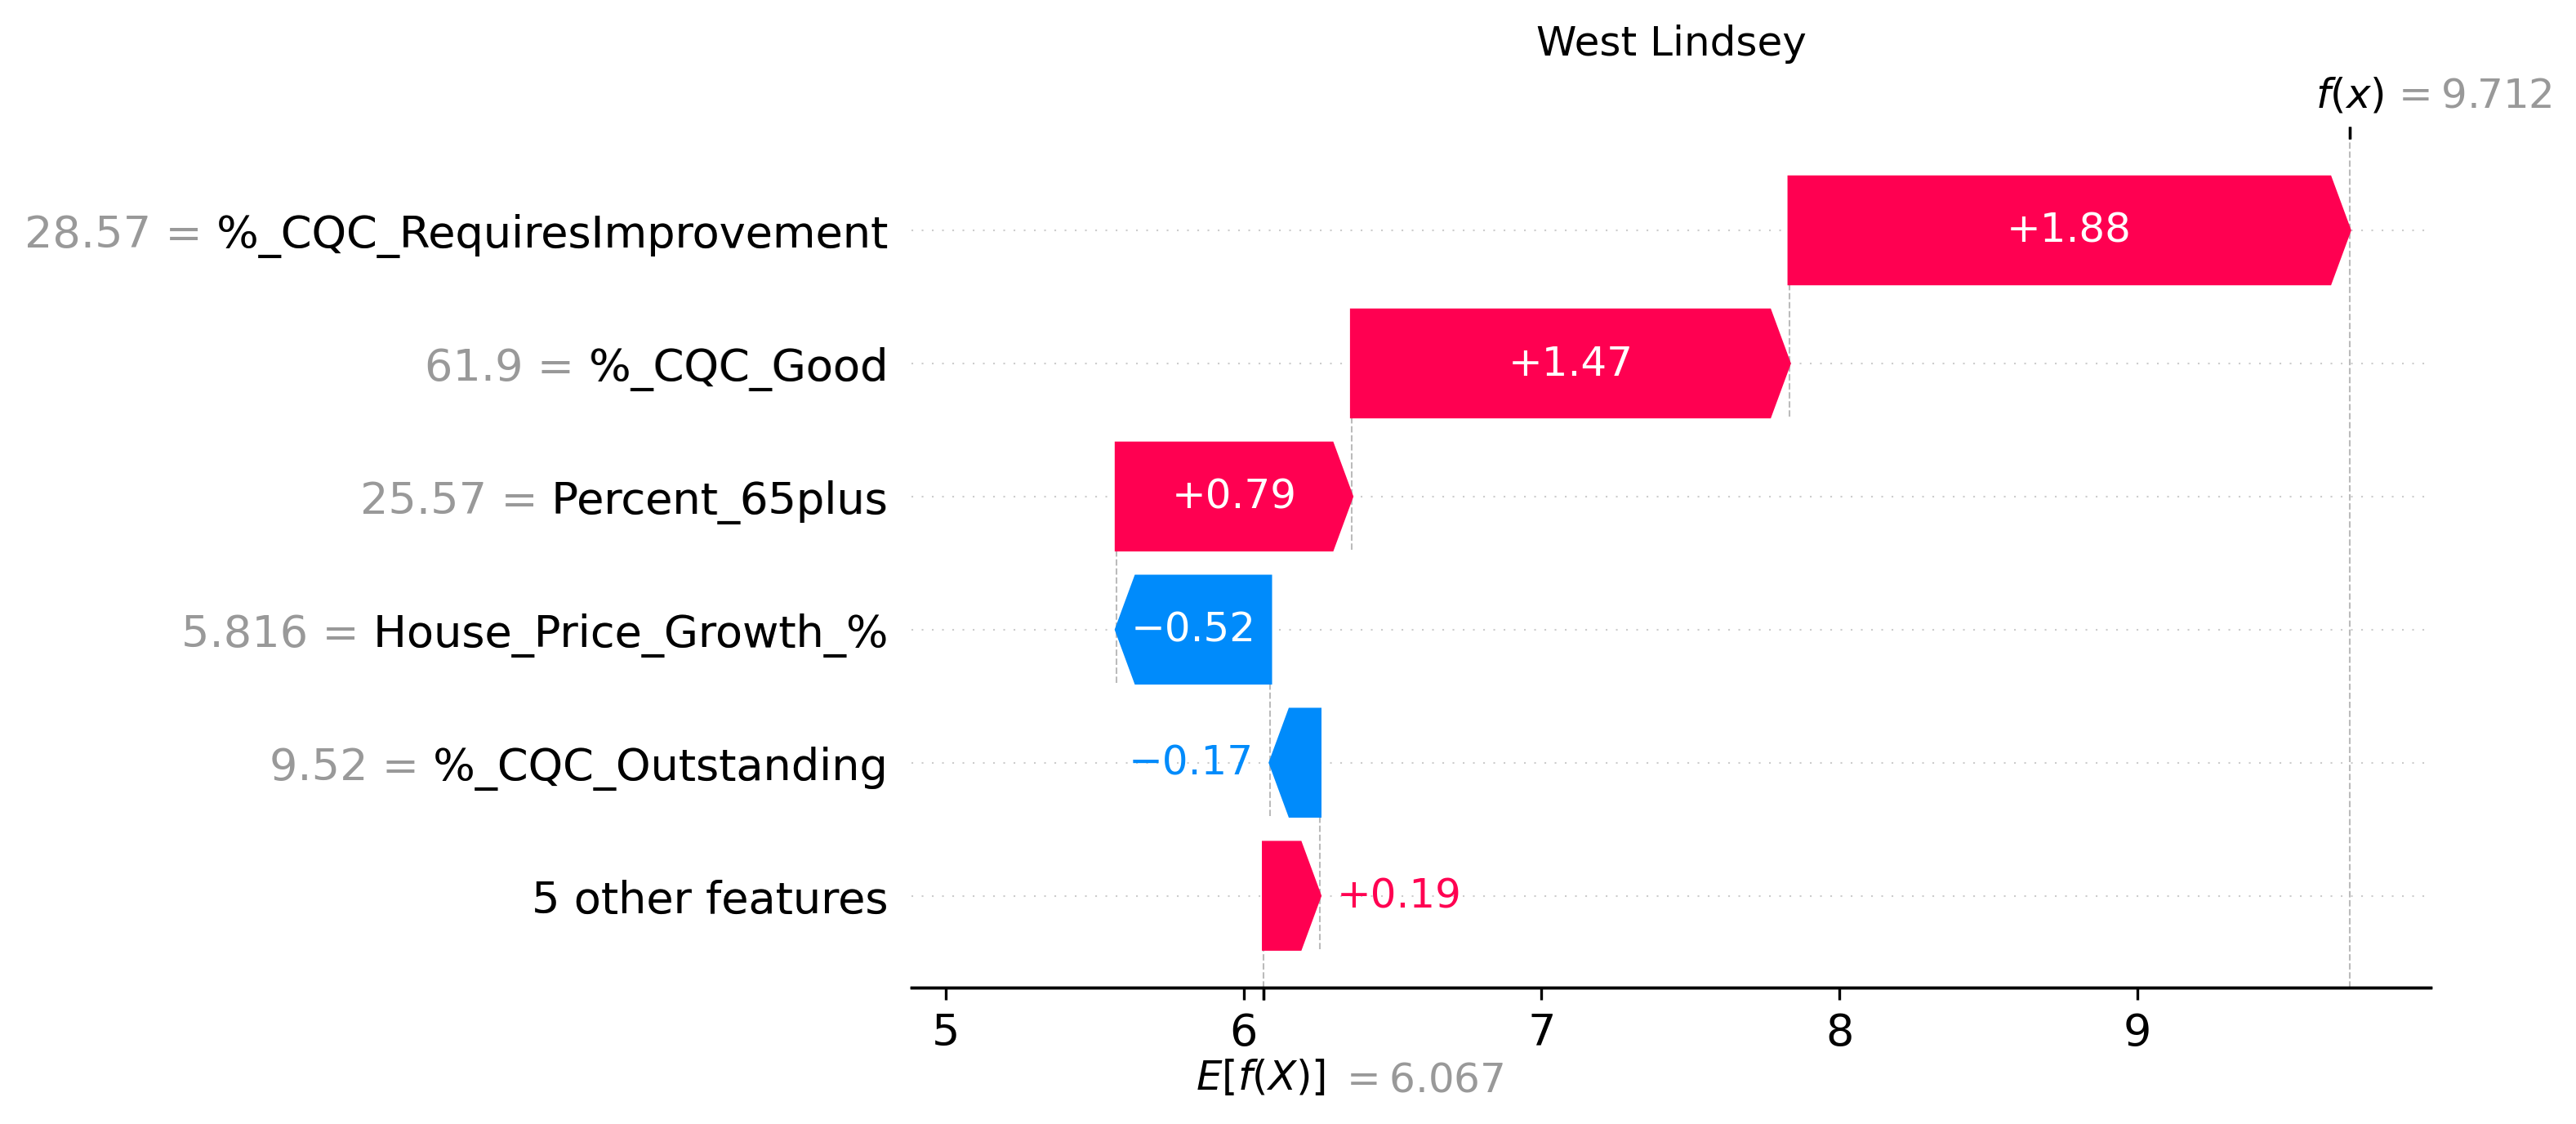 West Lindsey
f(x) = 9.712
28.57 = %_CQC_RequiresImprovement
+1.88
61.9 = %_CQC_Good
+1.47
25.57 = Percent_65plus
+0.79
5.816 = House_Price_Growth_%
−0.52
9.52 = %_CQC_Outstanding
−0.17
5 other features
+0.19
5 6 7 8 9
E[f(X)] = 6.067